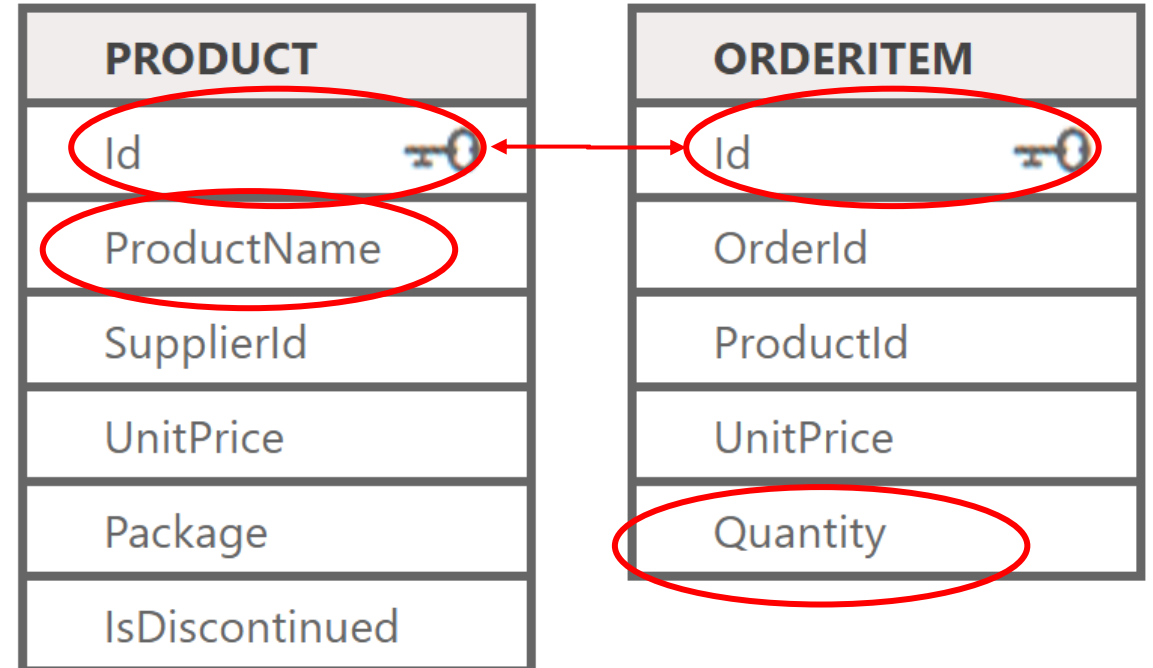 PRODUCT
Id
ProductName
SupplierId
UnitPrice
Package
IsDiscontinued
ORDERITEM
Id
OrderId
ProductId
UnitPrice
Quantity